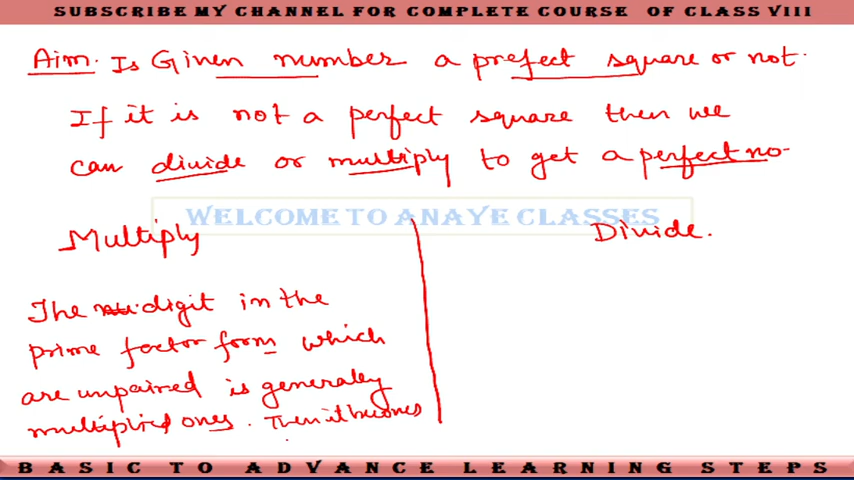 SUBSCRIBE MY CHANNEL FOR COMPLETE COURSE OF CLASS VIII
Aim. Is Given number a prefect square or not.
If it is not a perfect square then we
can divide or multiply to get a perfect no.
WELCOME TO ANAYE CLASSES
Multiply
The digit in the
prime factor form which
are unpaired is generaley
multiplied ones. Then it becomes
Divide.
BASIC TO ADVANCE LEARNING STEPS